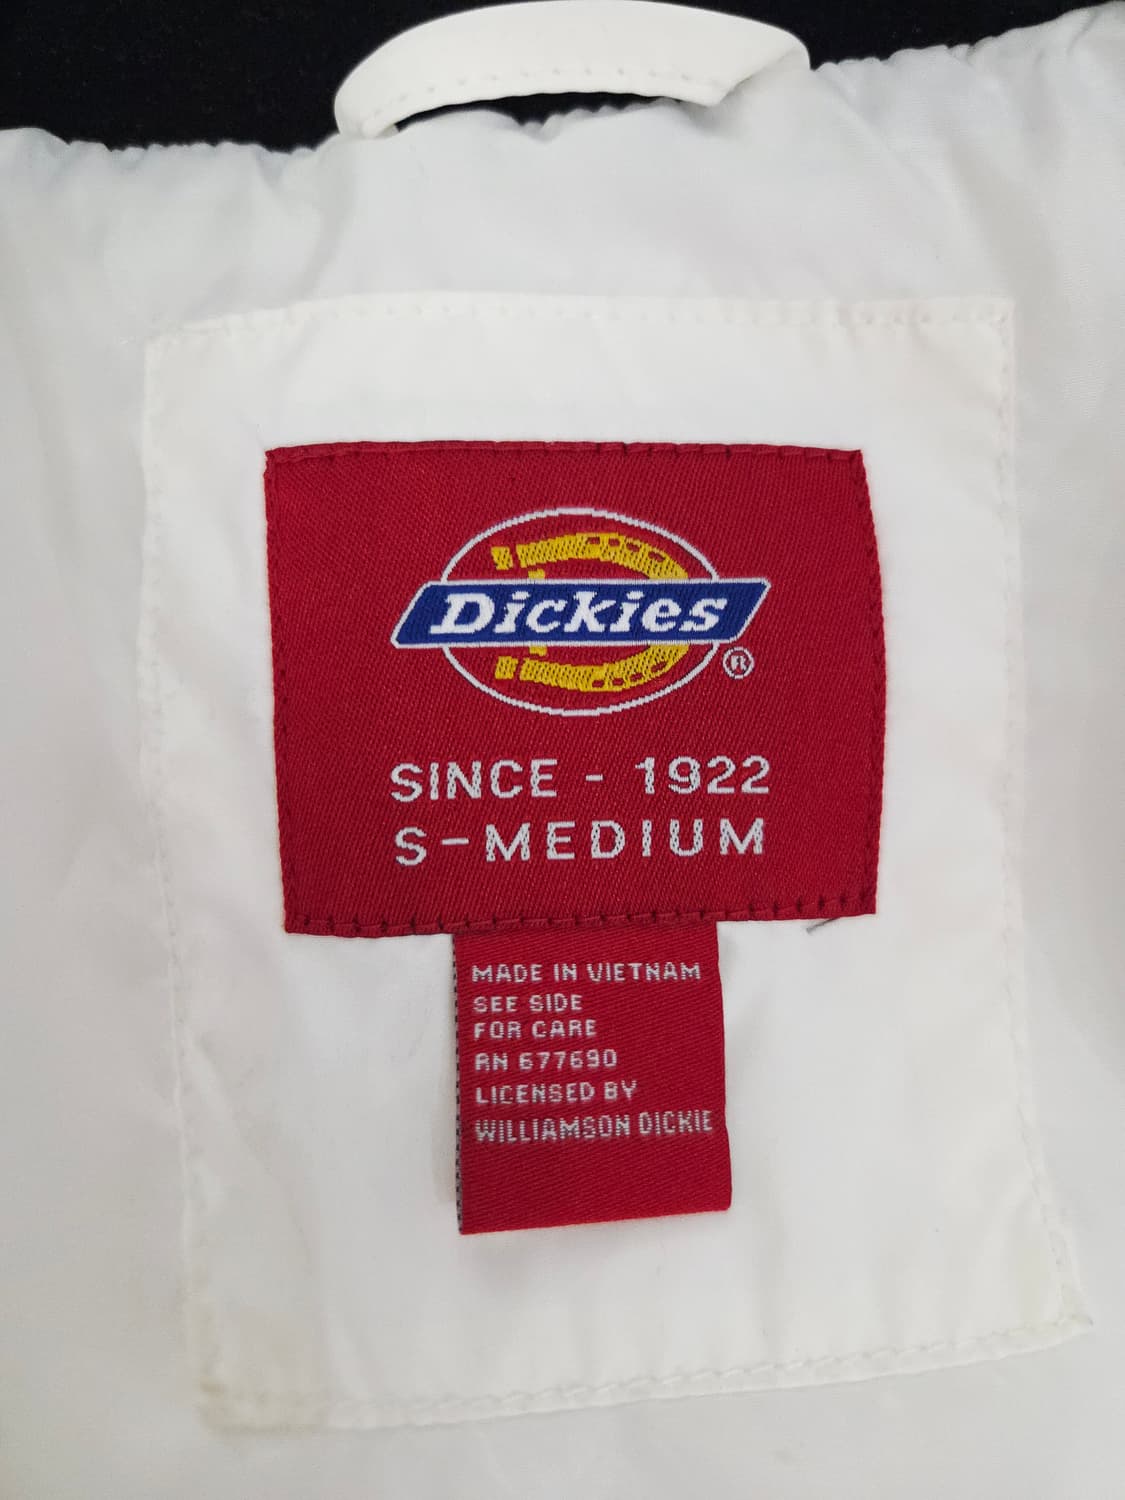 Dickies
®
SINCE - 1922
S-MEDIUM
MADE IN VIETNAM
SEE SIDE
FOR CARE
RN 677690
LICENSED BY
WILLIAMSON DICKIE